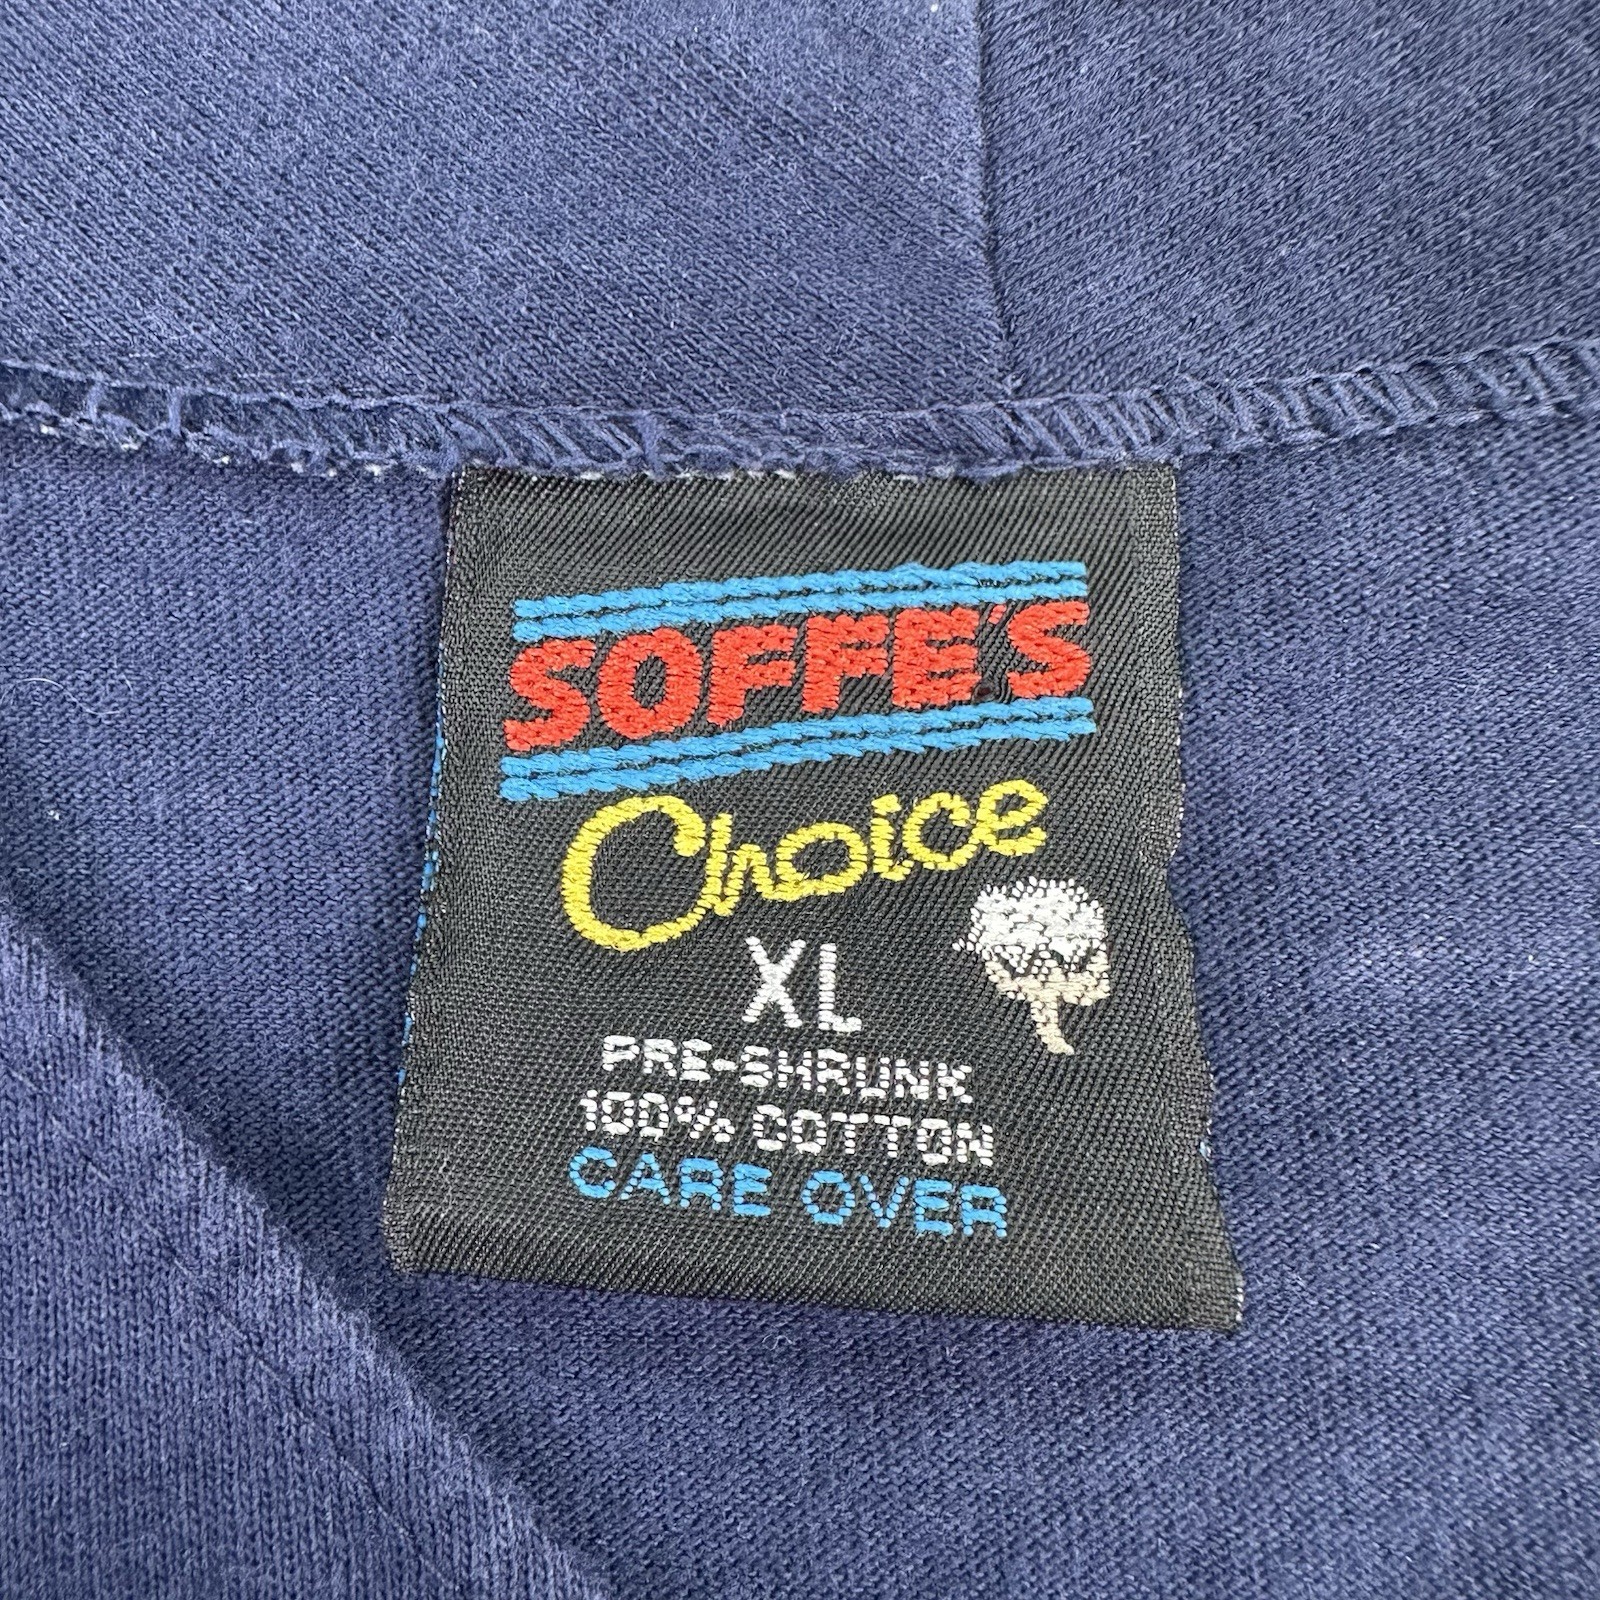 SOFFE'S
Choice
XL
PRE-SHRUNK
100% COTTON
CARE OVER